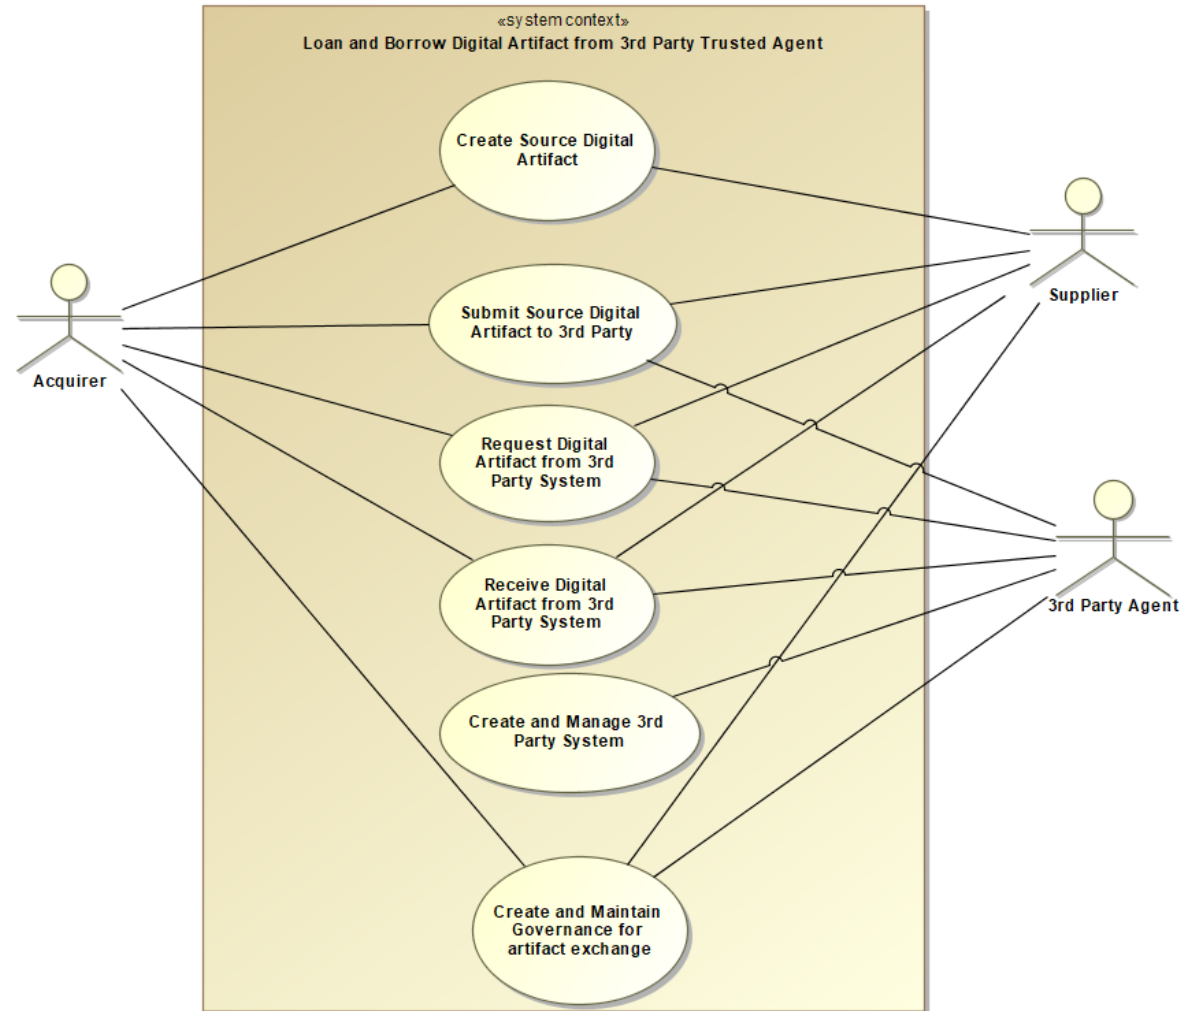 «system context»
Loan and Borrow Digital Artifact from 3rd Party Trusted Agent
Create Source Digital
Artifact
Supplier
Submit Source Digital
Artifact to 3rd Party
Acquirer
Request Digital
Artifact from 3rd
Party System
Receive Digital
Artifact from 3rd
Party System
3rd Party Agent
Create and Manage 3rd
Party System
Create and Maintain
Governance for
artifact exchange